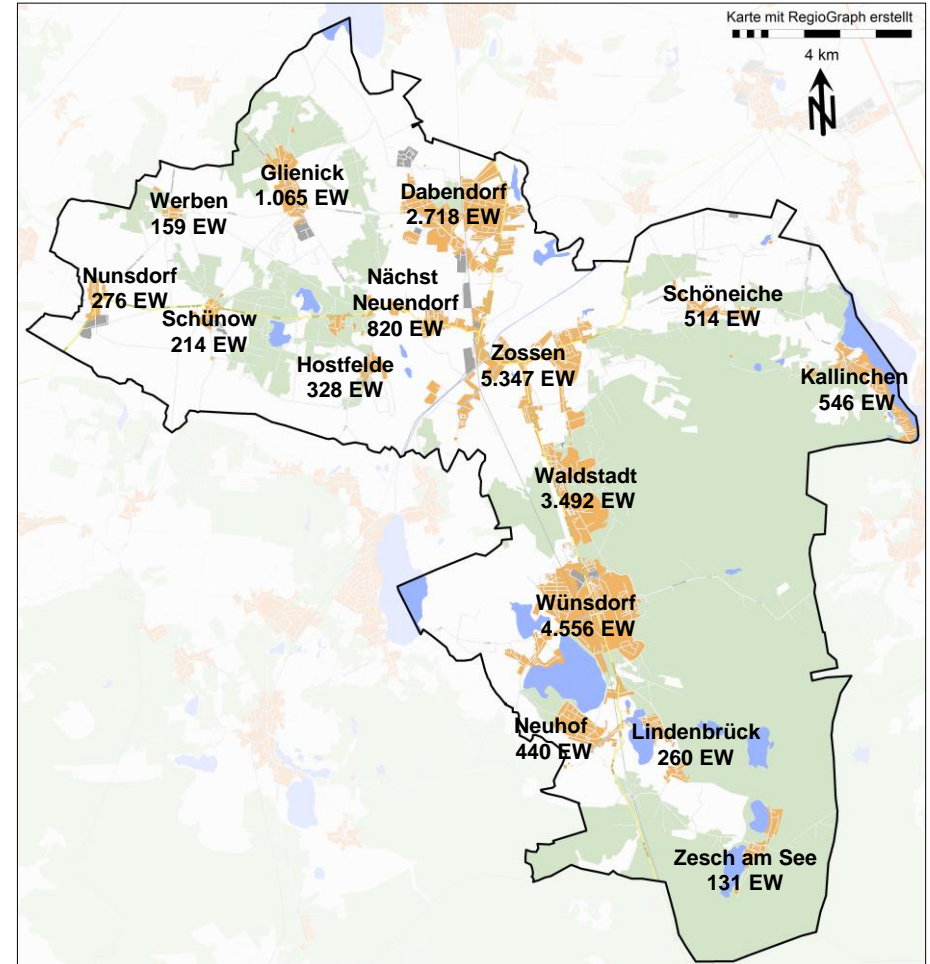 Karte mit RegioGraph erstellt
4 km
N
Glienick
1.065 EW
Werben
159 EW
Dabendorf
2.718 EW
Nunsdorf
276 EW
Schünow
214 EW
Nächst
Neuendorf
820 EW
Hostfelde
328 EW
Zossen
5.347 EW
Schöneiche
514 EW
Kallinchen
546 EW
Waldstadt
3.492 EW
Wünsdorf
4.556 EW
Neuhof
440 EW
Lindenbrück
260 EW
Zesch am See
131 EW